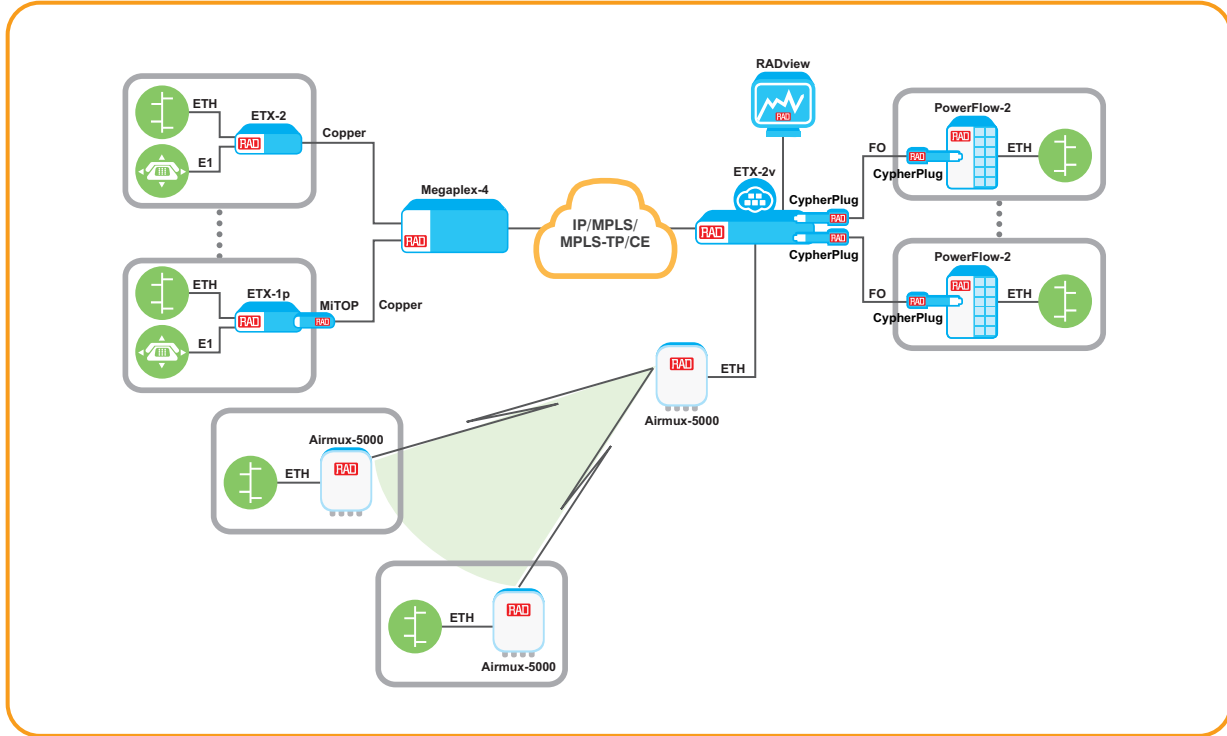 RADview
RAD
ETH
ETX-2
RAD
E1
Copper
Megaplex-4
RAD
IP/MPLS/
MPLS-TP/CE
ETX-2v
RAD
CypherPlug
RAD
RAD
CypherPlug
PowerFlow-2
RAD
FO
RAD
CypherPlug
ETH
ETH
ETX-1p
RAD
MiTOP
RAD
E1
Copper
PowerFlow-2
RAD
FO
RAD
CypherPlug
ETH
RAD
ETH
Airmux-5000
Airmux-5000
RAD
ETH
RAD
ETH
Airmux-5000